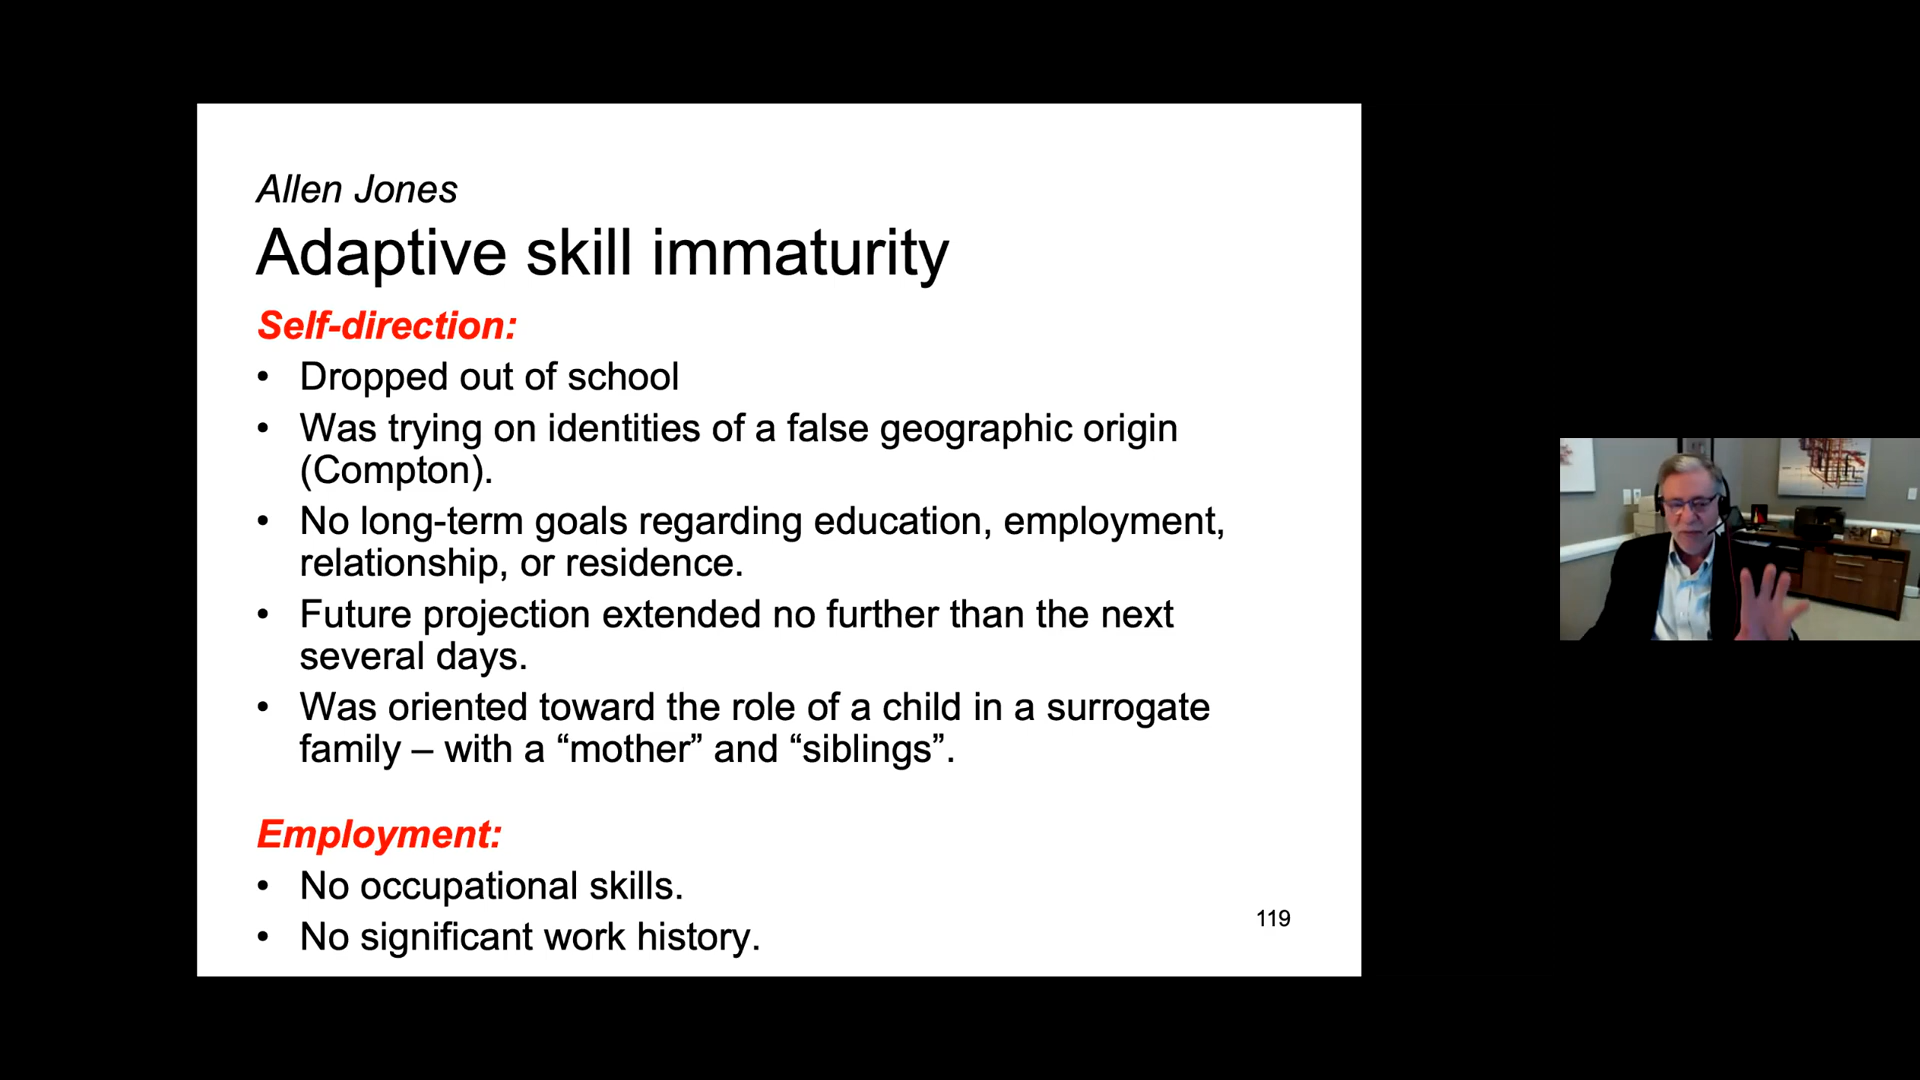 Allen Jones
Adaptive skill immaturity
Self-direction:
• Dropped out of school
• Was trying on identities of a false geographic origin
(Compton).
• No long-term goals regarding education, employment,
relationship, or residence.
• Future projection extended no further than the next
several days.
• Was oriented toward the role of a child in a surrogate
family – with a “mother” and “siblings”.
Employment:
• No occupational skills.
• No significant work history.
119